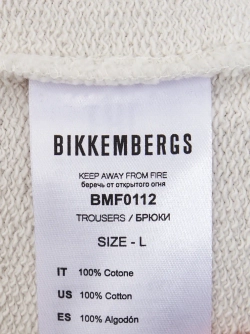 BIKKEMBERGS
KEEP AWAY FROM FIRE
беречь от открытого огня
BMF0112
TROUSERS / БРЮКИ
SIZE - L
IT 100% Cotone
US 100% Cotton
ES 100% Algodón